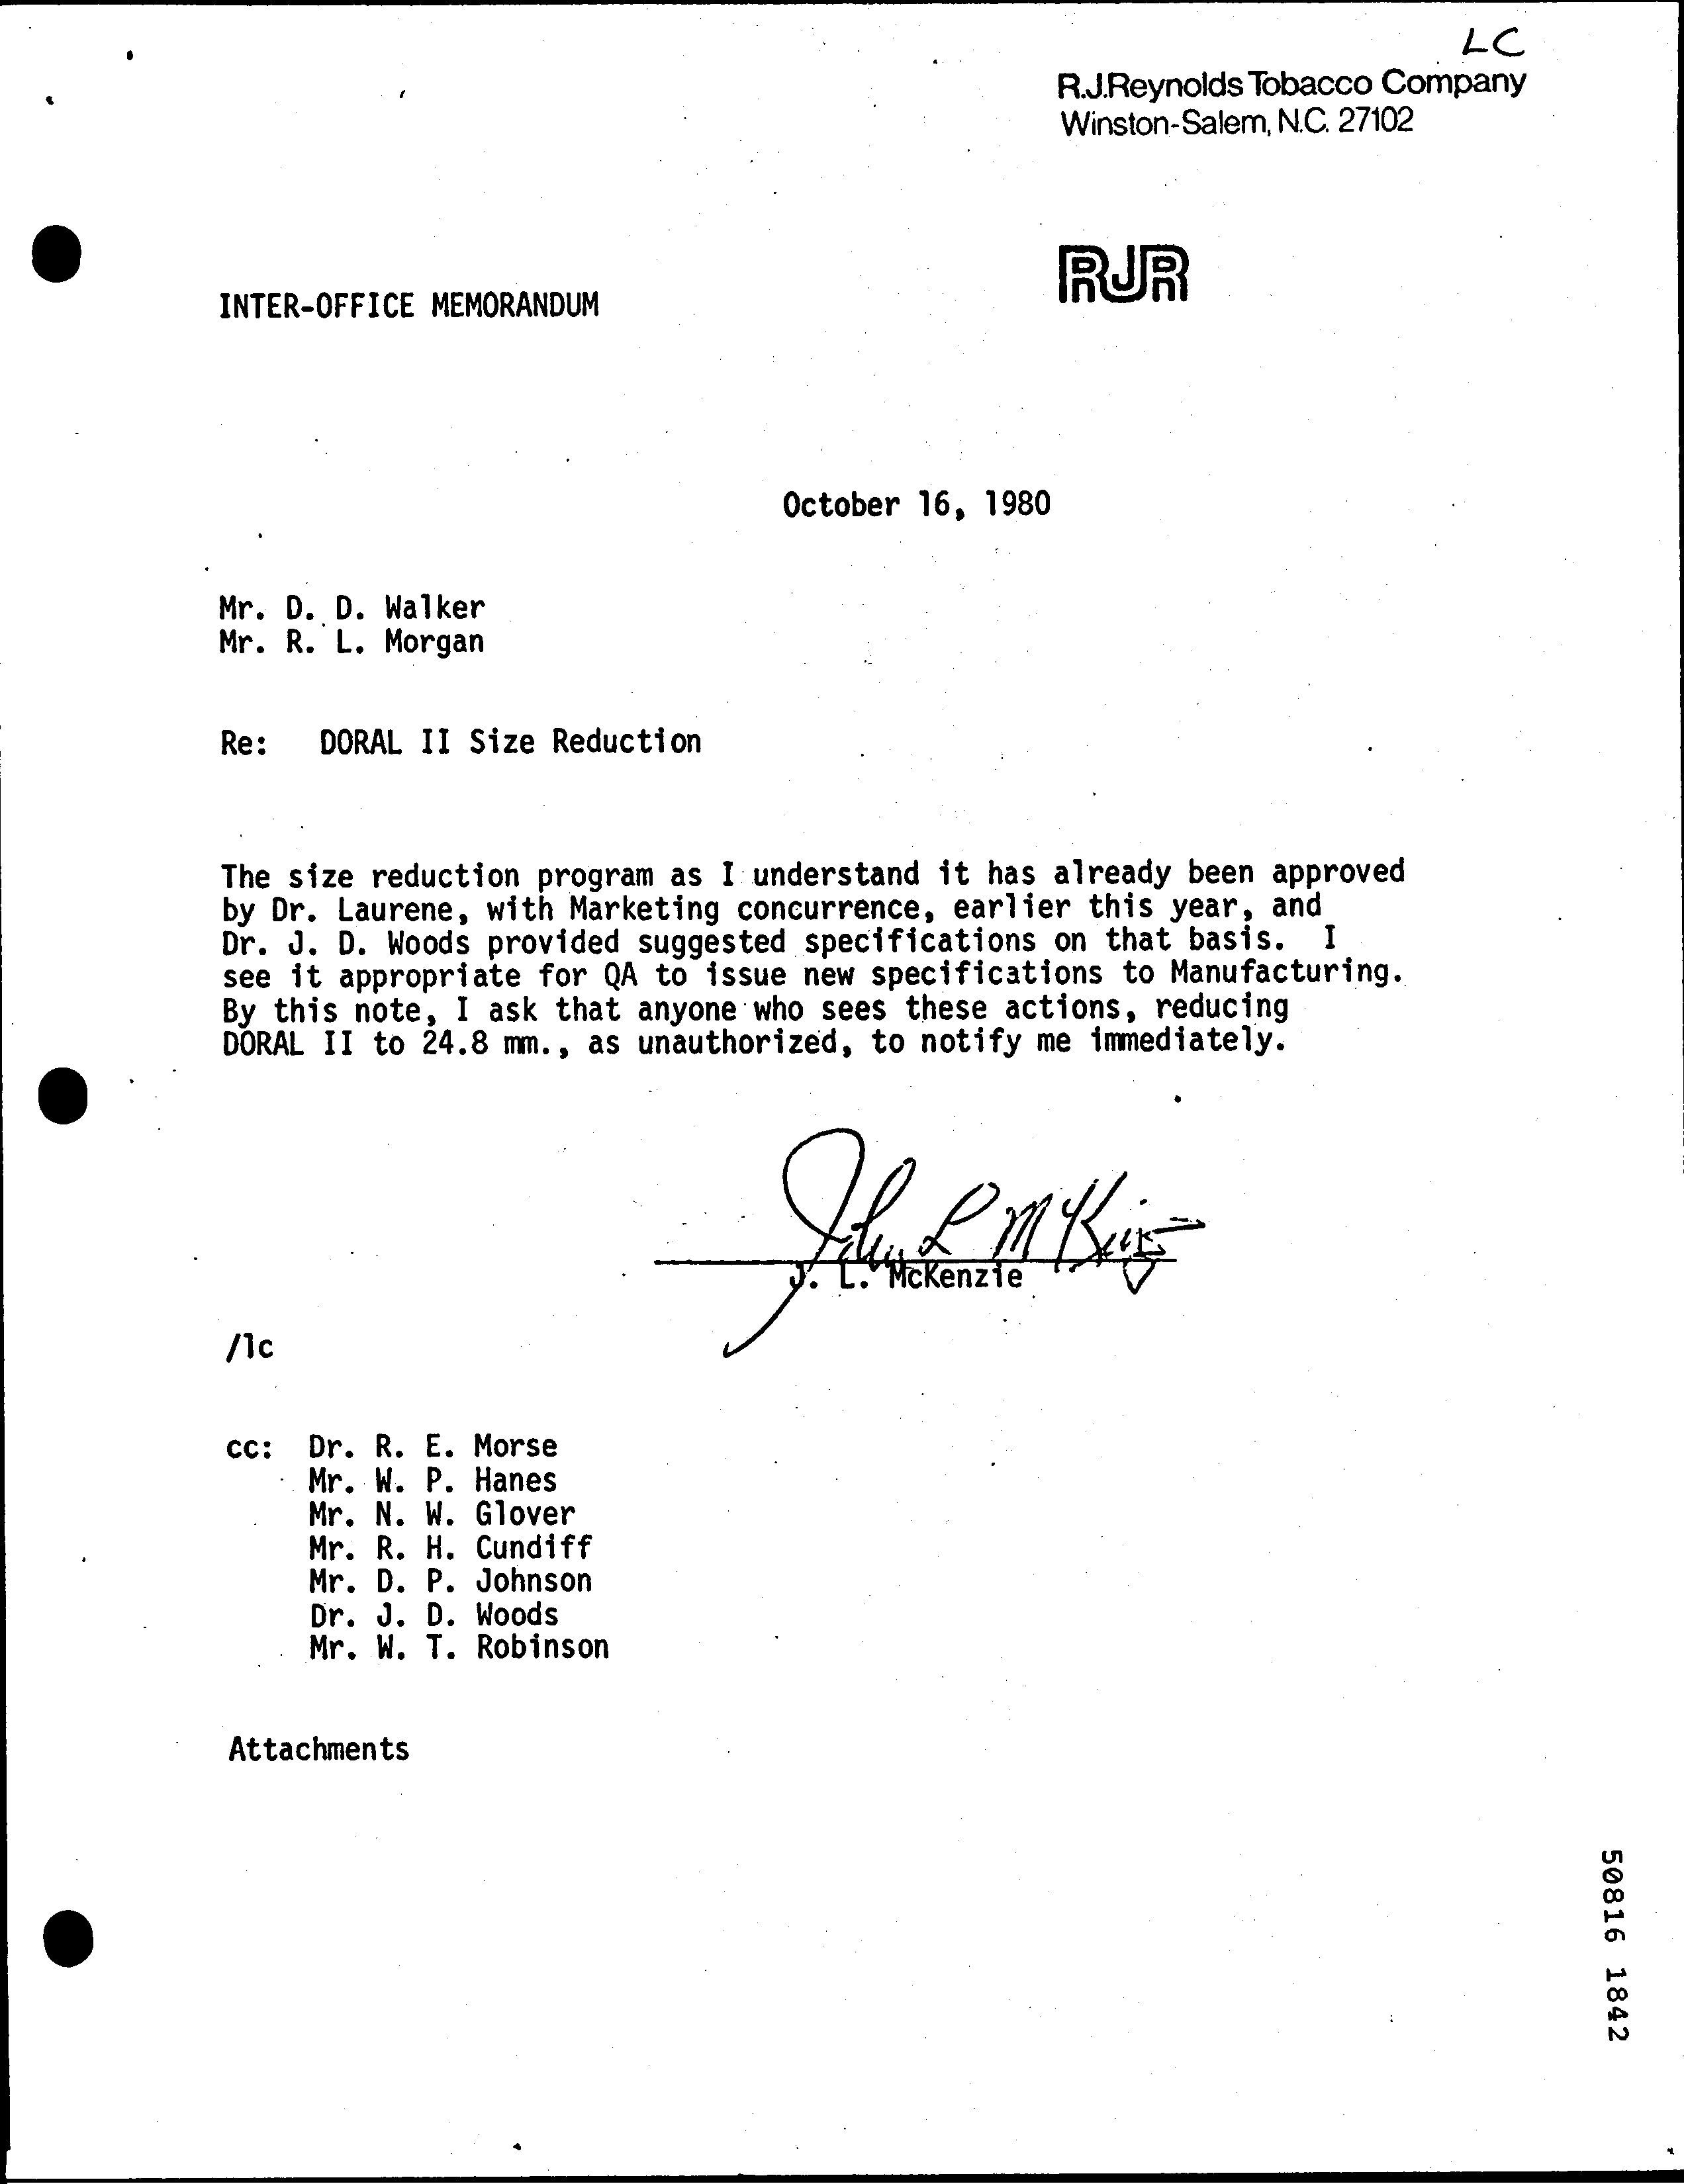 LC
R.J.Reynolds Tobacco Company
Winston-Salem, N.C. 27102
RJR
INTER-OFFICE MEMORANDUM
October 16, 1980
Mr. D. D. Walker
Mr. R. L. Morgan
Re: DORAL II Size Reduction
The size reduction program as I understand it has already been approved
by Dr. Laurene, with Marketing concurrence, earlier this year, and
Dr. J. D. Woods provided suggested specifications on that basis. I
see it appropriate for QA to issue new specifications to Manufacturing.
By this note, I ask that anyone who sees these actions, reducing
DORAL II to 24.8 mm., as unauthorized, to notify me immediately.
John L McKenzie
J. L. McKenzie
/lc
cc: Dr. R. E. Morse
Mr. W. P. Hanes
Mr. N. W. Glover
Mr. R. H. Cundiff
Mr. D. P. Johnson
Dr. J. D. Woods
Mr. W. T. Robinson
Attachments
50816 1842